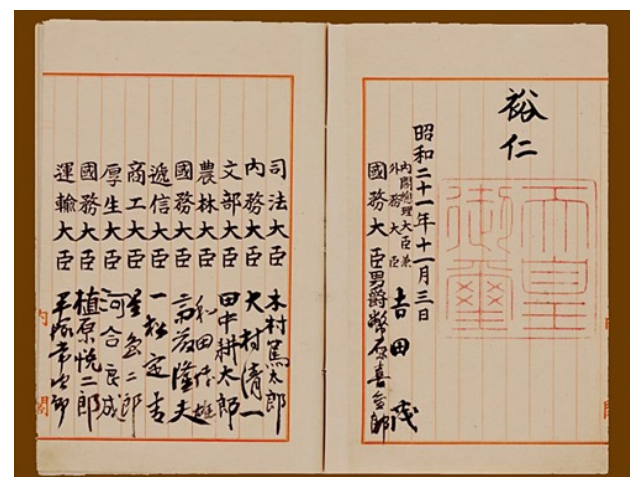 裕仁
天皇
御璽
昭和二十一年十一月三日
内閣總理大臣兼
外務大臣 吉田茂
國務大臣 男爵 幣原喜重郎
司法大臣 木村篤太郎
内務大臣 大村清一
文部大臣 田中耕太郎
農林大臣 和田博雄
國務大臣 斎藤隆夫
遞信大臣 一松定吉
商工大臣 星島二郎
厚生大臣 河合良成
國務大臣 植原悦二郎
運輸大臣 平塚常次郎
内閣